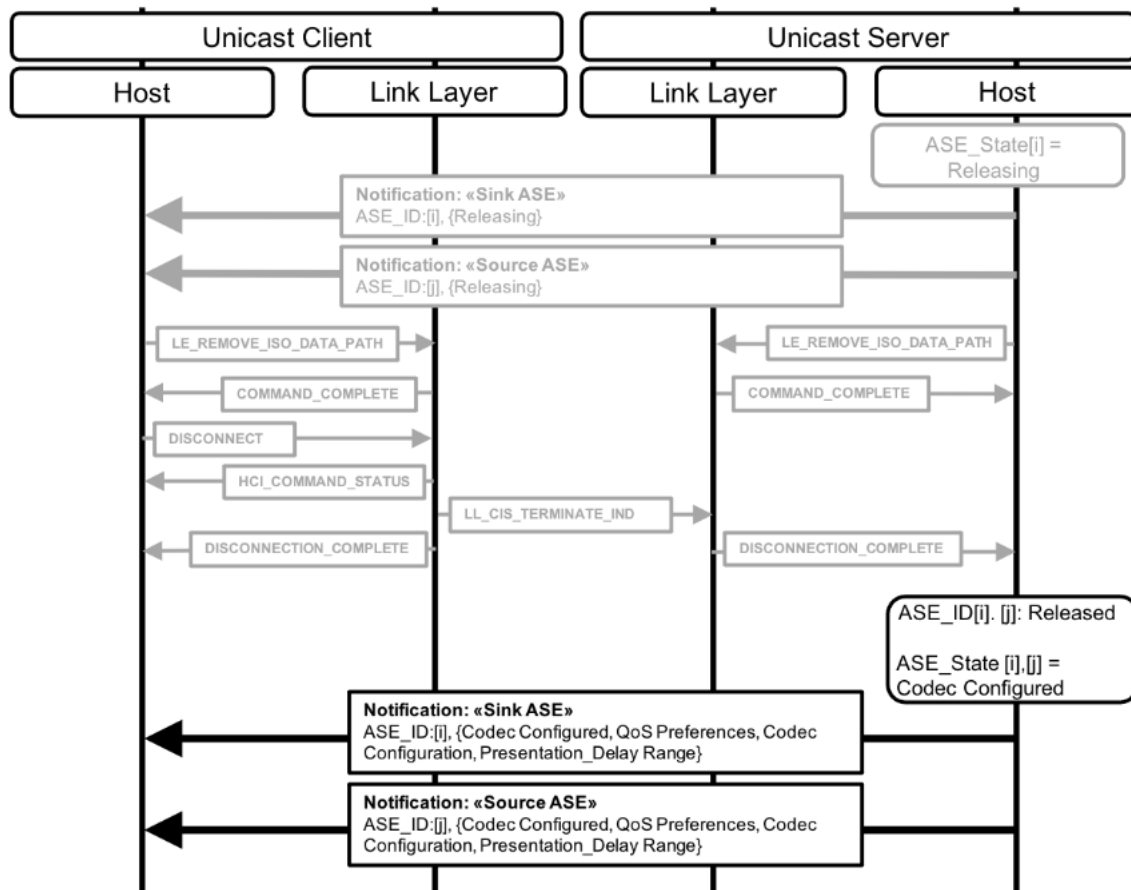 Unicast Client
Unicast Server
Host
Link Layer
Link Layer
Host
ASE_State[i] =
Releasing
Notification: «Sink ASE»
ASE_ID:[i], {Releasing}
Notification: «Source ASE»
ASE_ID:[j], {Releasing}
LE_REMOVE_ISO_DATA_PATH
LE_REMOVE_ISO_DATA_PATH
COMMAND_COMPLETE
COMMAND_COMPLETE
DISCONNECT
HCI_COMMAND_STATUS
LL_CIS_TERMINATE_IND
DISCONNECTION_COMPLETE
DISCONNECTION_COMPLETE
ASE_ID[i]. [j]: Released
ASE_State [i],[j] =
Codec Configured
Notification: «Sink ASE»
ASE_ID:[i], {Codec Configured, QoS Preferences, Codec
Configuration, Presentation_Delay Range}
Notification: «Source ASE»
ASE_ID:[j], {Codec Configured, QoS Preferences, Codec
Configuration, Presentation_Delay Range}